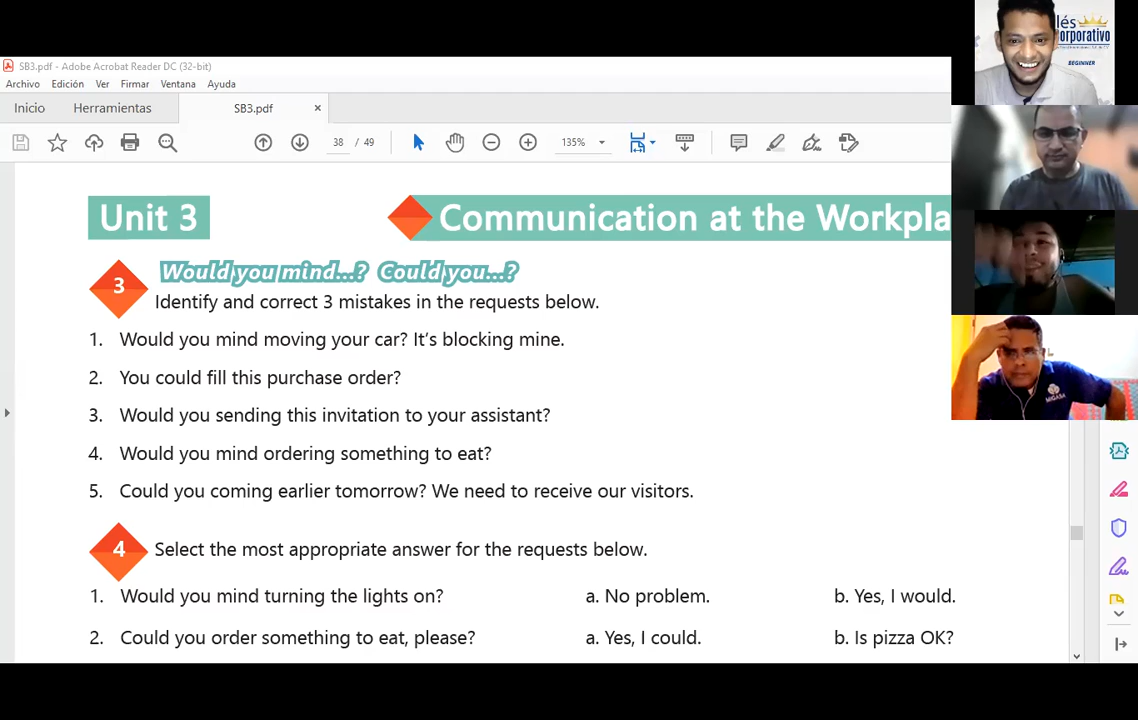 SB3.pdf - Adobe Acrobat Reader DC (32-bit)
Archivo Edición Ver Firmar Ventana Ayuda
Inicio Herramientas SB3.pdf ×
38 / 49 135%
Unit 3 Communication at the Workpla
3 Would you mind...? Could you...?
Identify and correct 3 mistakes in the requests below.
1. Would you mind moving your car? It's blocking mine.
2. You could fill this purchase order?
3. Would you sending this invitation to your assistant?
4. Would you mind ordering something to eat?
5. Could you coming earlier tomorrow? We need to receive our visitors.
4 Select the most appropriate answer for the requests below.
1. Would you mind turning the lights on? a. No problem. b. Yes, I would.
2. Could you order something to eat, please? a. Yes, I could. b. Is pizza OK?
lés
orporativo
BEGINNER
MIGASA